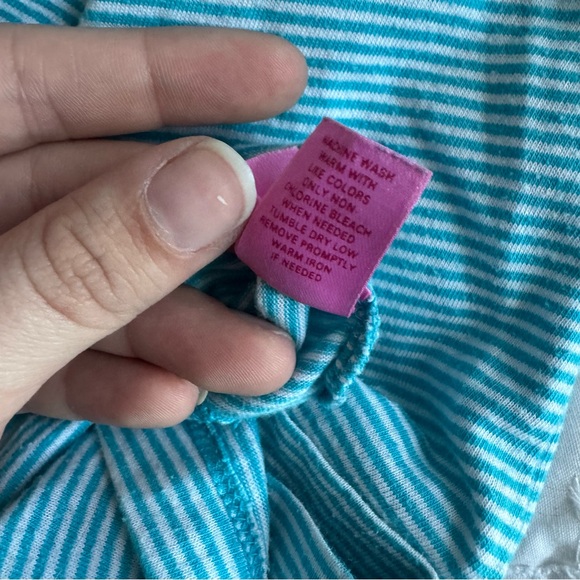 MACHINE WASH
WARM WITH
LIKE COLORS
ONLY NON
CHLORINE BLEACH
WHEN NEEDED
TUMBLE DRY LOW
REMOVE PROMPTLY
WARM IRON
IF NEEDED